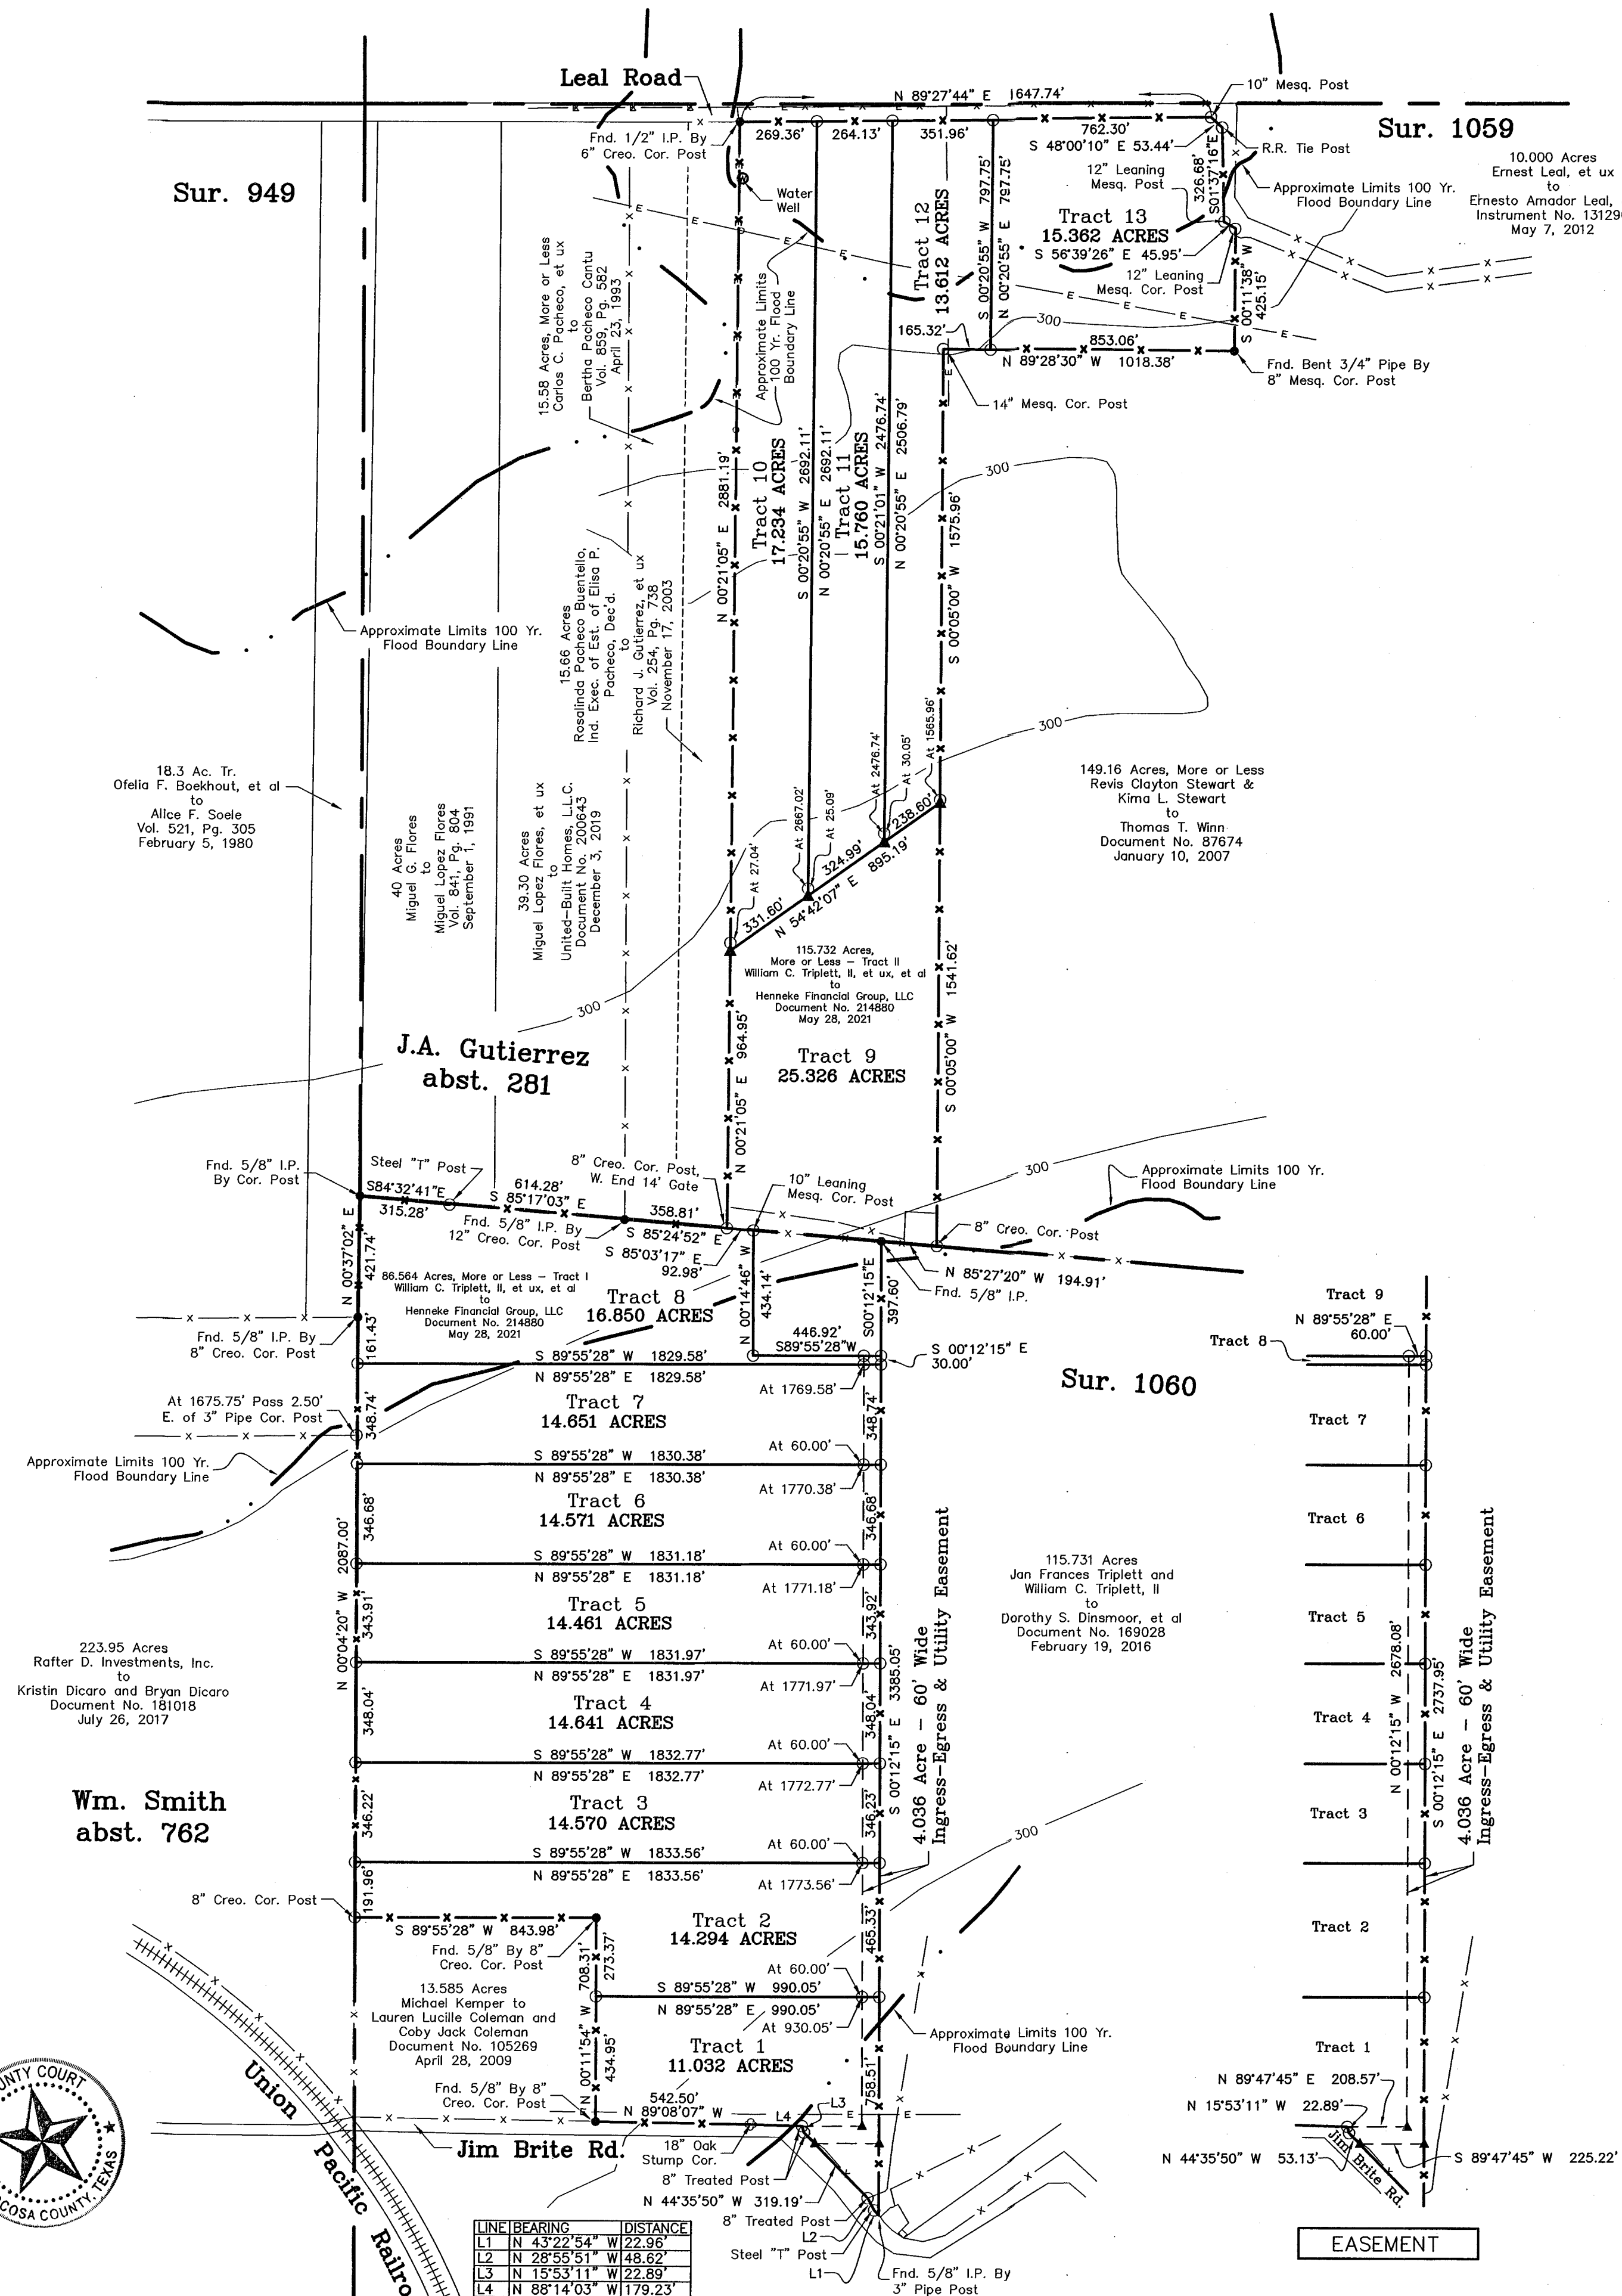 Leal Road
N 89°27'44" E 1647.74'
10" Mesq. Post
Fnd. 1/2" I.P. By
6" Creo. Cor. Post
269.36'
264.13'
351.96'
762.30'
S 48°00'10" E 53.44'
R.R. Tie Post
Sur. 1059
Sur. 949
Water
Well
12" Leaning
Mesq. Post
326.68'
S01°37'16"E
Approximate Limits 100 Yr.
Flood Boundary Line
10.000 Acres
Ernest Leal, et ux
to
Ernesto Amador Leal,
Instrument No. 13129
May 7, 2012
Tract 12
13.612 ACRES
S 00°20'55" W 797.75'
N 00°20'55" E 797.75'
Tract 13
15.362 ACRES
S 56°39'26" E 45.95'
12" Leaning
Mesq. Cor. Post
S 00°11'38" W
425.15'
300
165.32'
853.06'
N 89°28'30" W 1018.38'
Fnd. Bent 3/4" Pipe By
8" Mesq. Cor. Post
14" Mesq. Cor. Post
15.58 Acres, More or Less
Carlos C. Pacheco, et ux
to
Bertha Pacheco Cantu
Vol. 859, Pg. 582
April 23, 1993
Approximate Limits
100 Yr. Flood
Boundary Line
N 00°21'05" E 2881.19'
Tract 10
17.234 ACRES
S 00°20'55" W 2692.11'
N 00°20'55" E 2692.11'
Tract 11
15.760 ACRES
S 00°21'01" W 2476.74'
N 00°20'55" E 2506.79'
S 00°05'00" W 1575.96'
300
Approximate Limits 100 Yr.
Flood Boundary Line
15.66 Acres
Rosalinda Pacheco Buentello,
Ind. Exec. of Est. of Elisa P.
Pacheco, Dec'd.
to
Richard J. Gutierrez, et ux
Vol. 254, Pg. 738
November 17, 2003
300
18.3 Ac. Tr.
Ofelia F. Boekhout, et al
to
Alice F. Soele
Vol. 521, Pg. 305
February 5, 1980
40 Acres
Miguel G. Flores
to
Miguel Lopez Flores
Vol. 841, Pg. 804
September 1, 1991
39.30 Acres
Miguel Lopez Flores, et ux
to
United-Built Homes, L.L.C.
Document No. 200643
December 3, 2019
At 27.04'
At 2667.02'
At 25.09'
At 2476.74'
At 30.05'
At 1565.96'
331.60'
324.99'
238.60'
N 54°42'07" E 895.19'
149.16 Acres, More or Less
Revis Clayton Stewart &
Kima L. Stewart
to
Thomas T. Winn
Document No. 87674
January 10, 2007
115.732 Acres,
More or Less - Tract II
William C. Triplett, II, et ux, et al
to
Henneke Financial Group, LLC
Document No. 214880
May 28, 2021
300
J.A. Gutierrez
abst. 281
N 00°21'05" E 964.95'
Tract 9
25.326 ACRES
S 00°05'00" W 1541.62'
Fnd. 5/8" I.P.
By Cor. Post
Steel "T" Post
S84°32'41"E
315.28'
614.28'
S 85°17'03" E
Fnd. 5/8" I.P. By
12" Creo. Cor. Post
8" Creo. Cor. Post,
W. End 14' Gate
358.81'
S 85°24'52" E
S 85°03'17" E
92.98'
10" Leaning
Mesq. Cor. Post
300
Approximate Limits 100 Yr.
Flood Boundary Line
8" Creo. Cor. Post
N 85°27'20" W 194.91'
Fnd. 5/8" I.P.
N 00°37'02" E
421.74'
86.564 Acres, More or Less - Tract I
William C. Triplett, II, et ux, et al
to
Henneke Financial Group, LLC
Document No. 214880
May 28, 2021
Tract 8
16.850 ACRES
N 00°14'46" W
434.14'
S00°12'15"E
397.60'
446.92'
S89°55'28"W
S 00°12'15" E
30.00'
Fnd. 5/8" I.P. By
8" Creo. Cor. Post
161.43'
S 89°55'28" W 1829.58'
N 89°55'28" E 1829.58'
At 1769.58'
Sur. 1060
At 1675.75' Pass 2.50'
E. of 3" Pipe Cor. Post
348.74'
Tract 7
14.651 ACRES
348.74'
Approximate Limits 100 Yr.
Flood Boundary Line
At 60.00'
S 89°55'28" W 1830.38'
N 89°55'28" E 1830.38'
At 1770.38'
346.68'
Tract 6
14.571 ACRES
346.68'
At 60.00'
S 89°55'28" W 1831.18'
N 89°55'28" E 1831.18'
At 1771.18'
N 00°04'20" W 2087.00'
343.91'
Tract 5
14.461 ACRES
343.92'
At 60.00'
S 89°55'28" W 1831.97'
N 89°55'28" E 1831.97'
At 1771.97'
S 00°12'15" E 3385.05'
4.036 Acre - 60' Wide
Ingress-Egress & Utility Easement
115.731 Acres
Jan Frances Triplett and
William C. Triplett, II
to
Dorothy S. Dinsmoor, et al
Document No. 169028
February 19, 2016
223.95 Acres
Rafter D. Investments, Inc.
to
Kristin Dicaro and Bryan Dicaro
Document No. 181018
July 26, 2017
348.04'
Tract 4
14.641 ACRES
348.04'
At 60.00'
S 89°55'28" W 1832.77'
N 89°55'28" E 1832.77'
At 1772.77'
Wm. Smith
abst. 762
346.22'
Tract 3
14.570 ACRES
346.23'
At 60.00'
S 89°55'28" W 1833.56'
N 89°55'28" E 1833.56'
At 1773.56'
300
8" Creo. Cor. Post
191.96'
S 89°55'28" W 843.98'
Fnd. 5/8" By 8"
Creo. Cor. Post
Tract 2
14.294 ACRES
465.33'
N 00°11'54" W 708.31'
273.37'
At 60.00'
S 89°55'28" W 990.05'
N 89°55'28" E 990.05'
At 930.05'
13.585 Acres
Michael Kemper to
Lauren Lucille Coleman and
Coby Jack Coleman
Document No. 105269
April 28, 2009
434.95'
Tract 1
11.032 ACRES
758.51'
Approximate Limits 100 Yr.
Flood Boundary Line
Fnd. 5/8" By 8"
Creo. Cor. Post
542.50'
N 89°08'07" W
L4
L3
Jim Brite Rd.
18" Oak
Stump Cor.
8" Treated Post
N 44°35'50" W 319.19'
8" Treated Post
L2
Steel "T" Post
L1
Fnd. 5/8" I.P. By
3" Pipe Post
Union Pacific Railro
UNTY COURT
COSA COUNTY, TEXAS
LINE BEARING DISTANCE
L1 N 43°22'54" W 22.96'
L2 N 28°55'51" W 48.62'
L3 N 15°53'11" W 22.89'
L4 N 88°14'03" W 179.23'
Tract 9
N 89°55'28" E
60.00'
Tract 8
Tract 7
Tract 6
Tract 5
Tract 4
Tract 3
Tract 2
Tract 1
N 00°12'15" W 2678.08'
S 00°12'15" E 2737.95'
4.036 Acre - 60' Wide
Ingress-Egress & Utility Easement
N 89°47'45" E 208.57'
N 15°53'11" W 22.89'
N 44°35'50" W 53.13'
Jim Brite Rd.
S 89°47'45" W 225.22'
EASEMENT